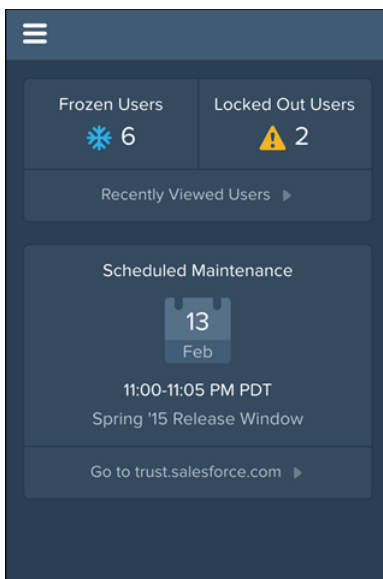 Frozen Users
6
Locked Out Users
2
Recently Viewed Users
Scheduled Maintenance
13
Feb
11:00-11:05 PM PDT
Spring '15 Release Window
Go to trust.salesforce.com